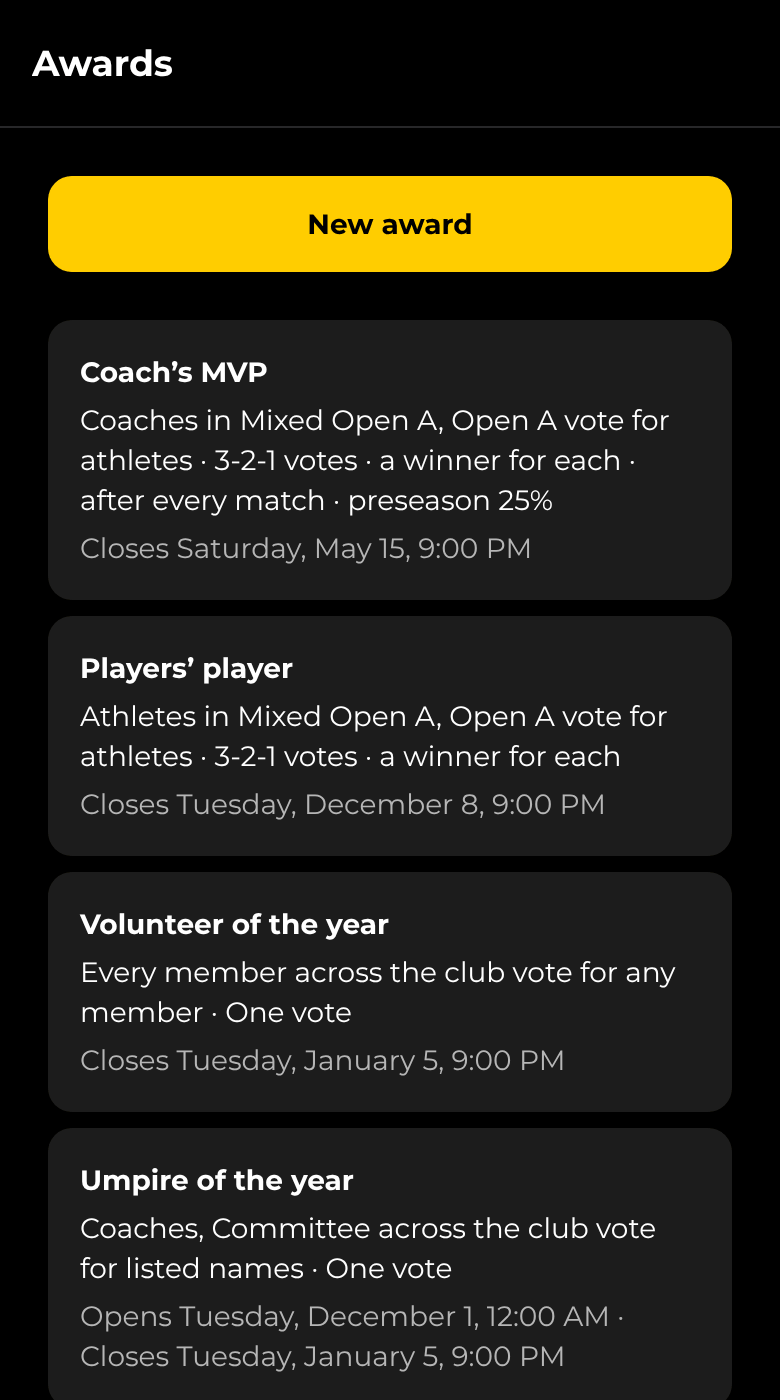 Awards
New award
Coach’s MVP
Coaches in Mixed Open A, Open A vote for
athletes · 3-2-1 votes · a winner for each ·
after every match · preseason 25%
Closes Saturday, May 15, 9:00 PM
Players’ player
Athletes in Mixed Open A, Open A vote for
athletes · 3-2-1 votes · a winner for each
Closes Tuesday, December 8, 9:00 PM
Volunteer of the year
Every member across the club vote for any
member · One vote
Closes Tuesday, January 5, 9:00 PM
Umpire of the year
Coaches, Committee across the club vote
for listed names · One vote
Opens Tuesday, December 1, 12:00 AM ·
Closes Tuesday, January 5, 9:00 PM